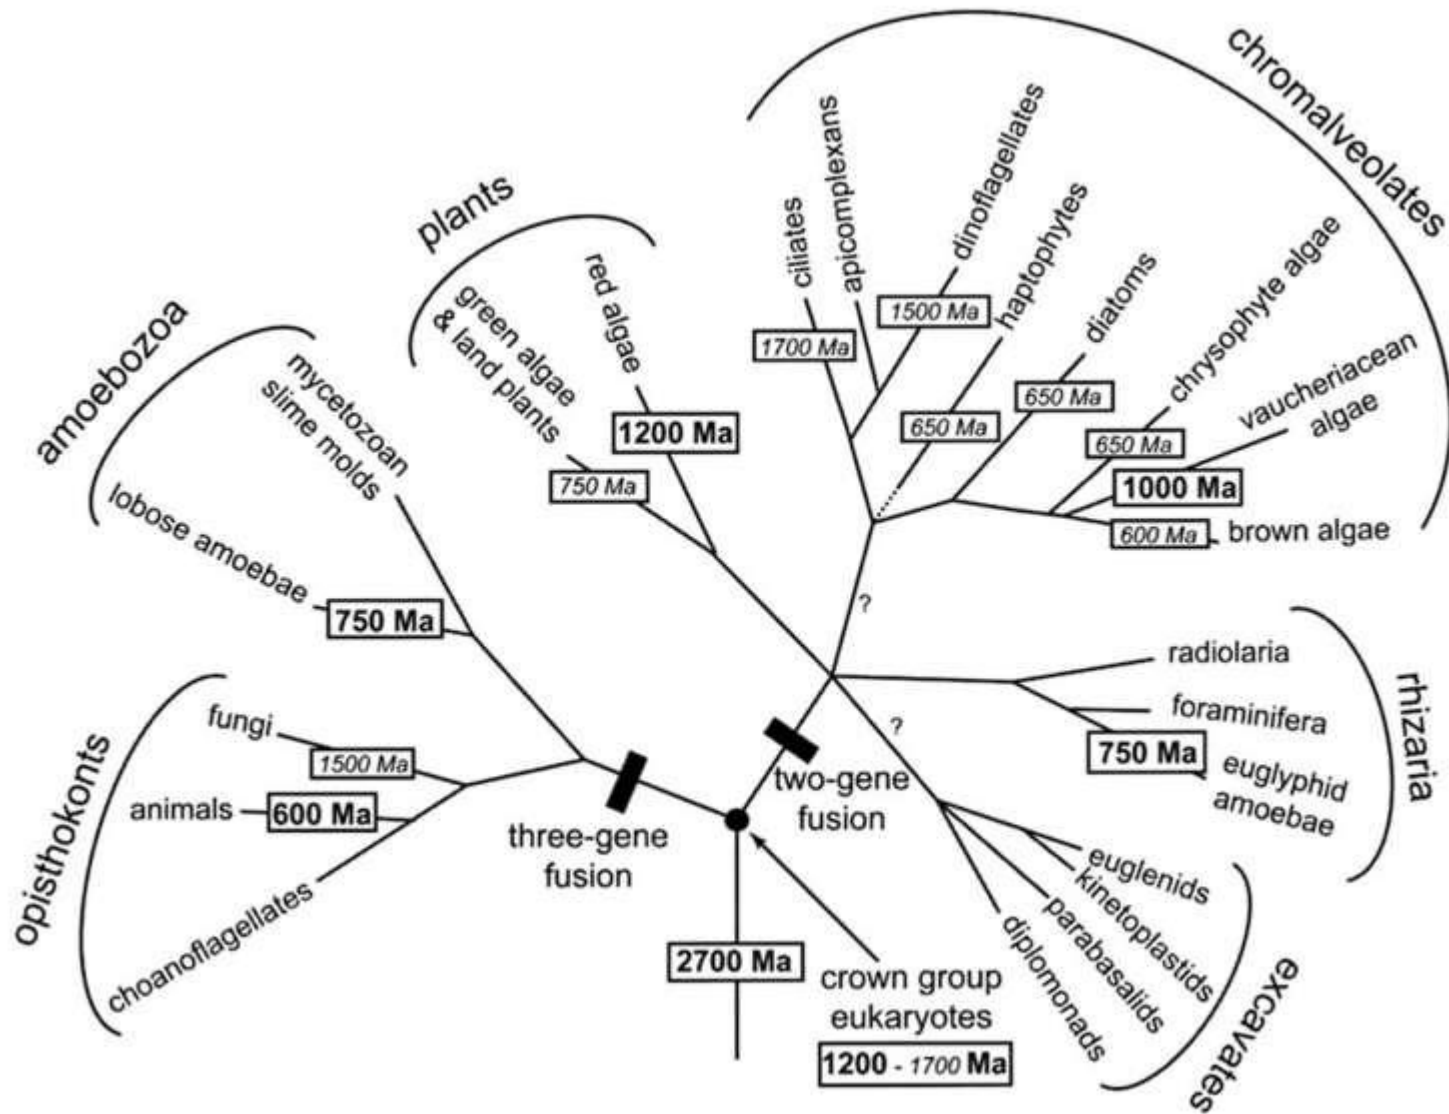 chromalveolates
ciliates
apicomplexans
dinoflagellates
haptophytes
diatoms
chrysophyte algae
vaucheriacean
algae
brown algae
1700 Ma
1500 Ma
650 Ma
650 Ma
650 Ma
1000 Ma
600 Ma
plants
green algae
& land plants
red algae
750 Ma
1200 Ma
amoebozoa
mycetozoan
slime molds
lobose amoebae
750 Ma
opisthokonts
fungi
1500 Ma
animals
600 Ma
choanoflagellates
three-gene
fusion
two-gene
fusion
?
?
rhizaria
radiolaria
foraminifera
750 Ma
euglyphid
amoebae
excavates
euglenids
kinetoplastids
parabasalids
diplomonads
2700 Ma
crown group
eukaryotes
1200 - 1700 Ma